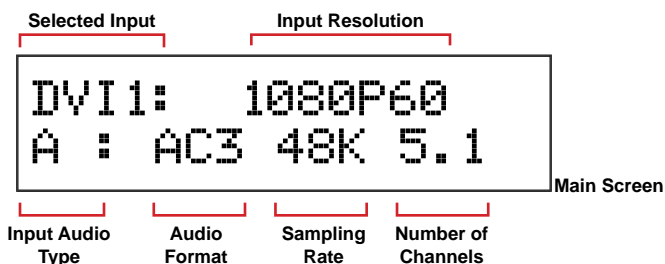 Selected Input Input Resolution
DVI1: 1080P60
A : AC3 48K 5.1
Main Screen
Input Audio Type Audio Format Sampling Rate Number of Channels